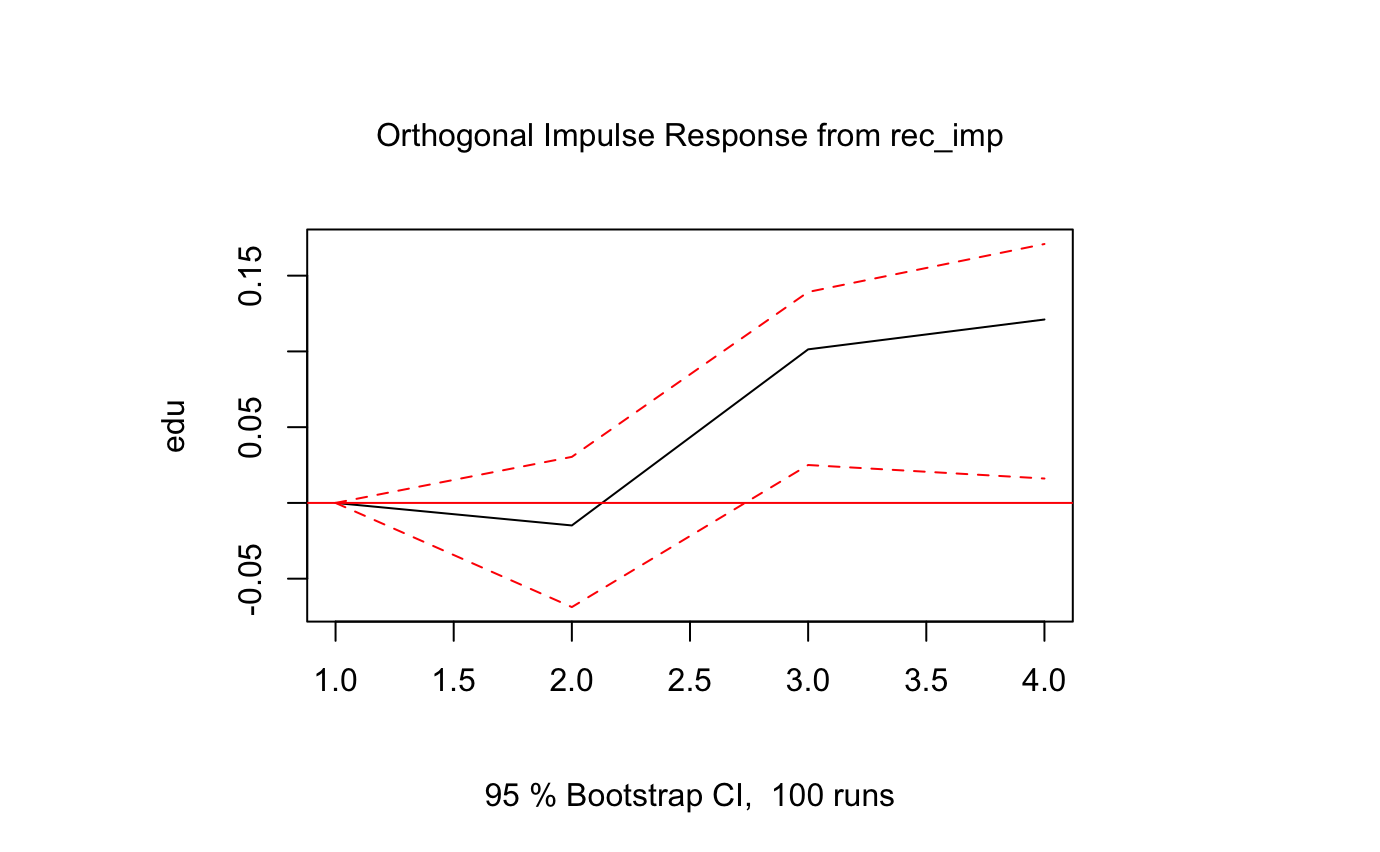 Orthogonal Impulse Response from rec_imp
0.15
0.05
-0.05
edu
1.0 1.5 2.0 2.5 3.0 3.5 4.0
95 % Bootstrap CI,  100 runs